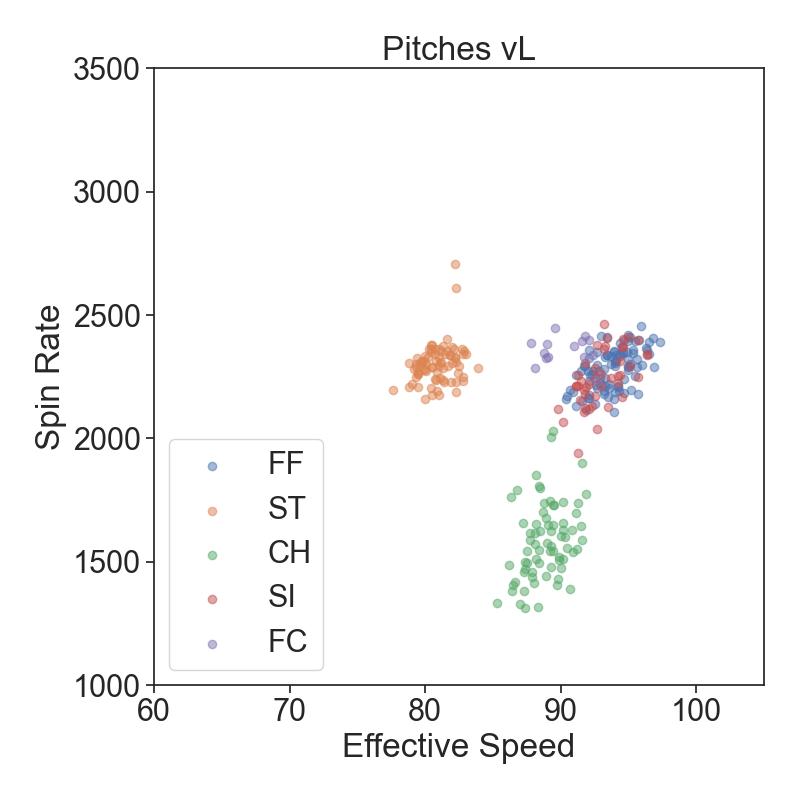 Pitches vL
3500
3000
2500
2000
1500
1000
Spin Rate
FF
ST
CH
SI
FC
60 70 80 90 100
Effective Speed